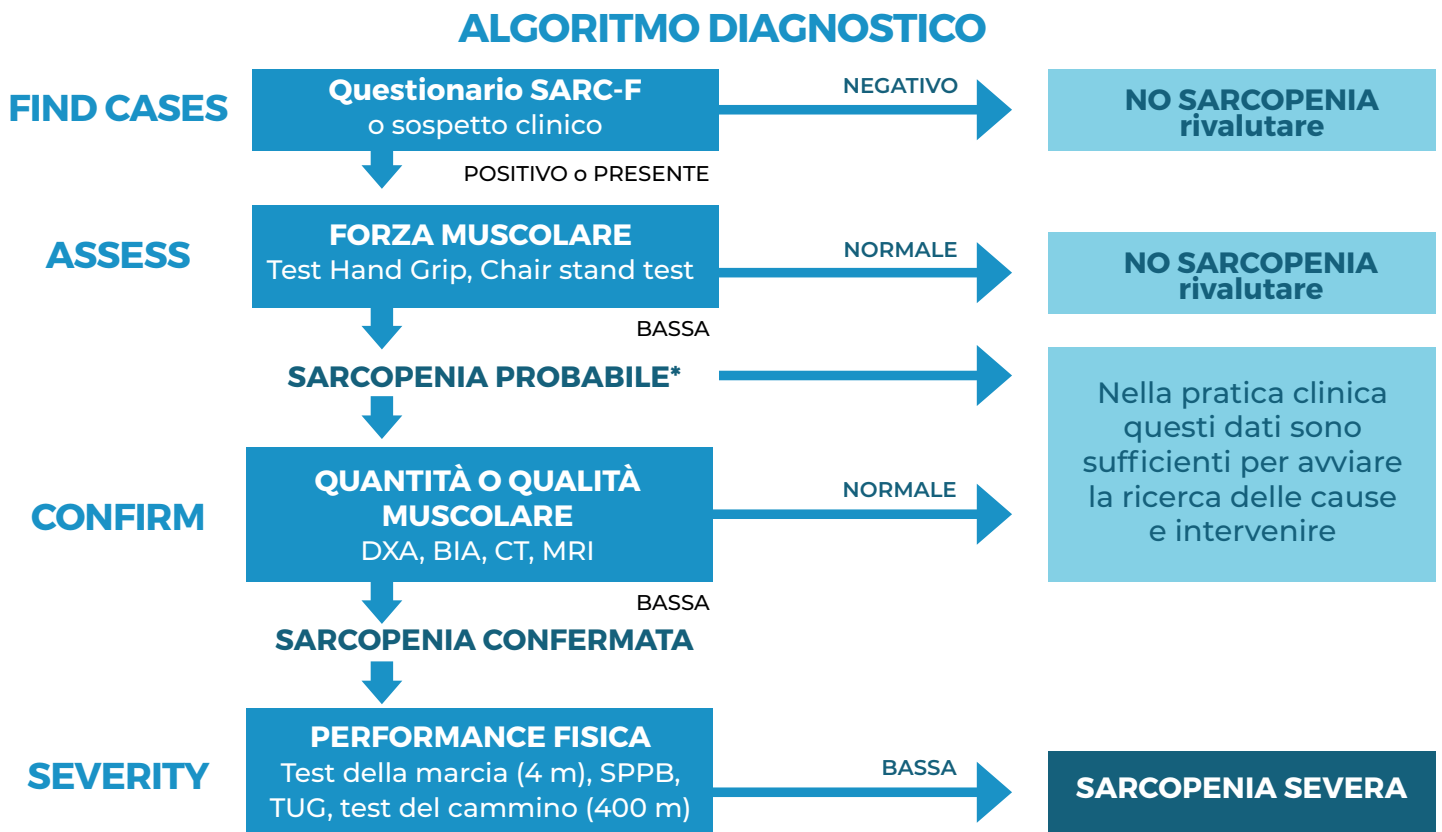 ALGORITMO DIAGNOSTICO
FIND CASES
Questionario SARC-F
o sospetto clinico
NEGATIVO
NO SARCOPENIA
rivalutare
POSITIVO o PRESENTE
ASSESS
FORZA MUSCOLARE
Test Hand Grip, Chair stand test
NORMALE
NO SARCOPENIA
rivalutare
BASSA
SARCOPENIA PROBABILE*
Nella pratica clinica
questi dati sono
sufficienti per avviare
la ricerca delle cause
e intervenire
CONFIRM
QUANTITÀ O QUALITÀ
MUSCOLARE
DXA, BIA, CT, MRI
NORMALE
BASSA
SARCOPENIA CONFERMATA
SEVERITY
PERFORMANCE FISICA
Test della marcia (4 m), SPPB,
TUG, test del cammino (400 m)
BASSA
SARCOPENIA SEVERA